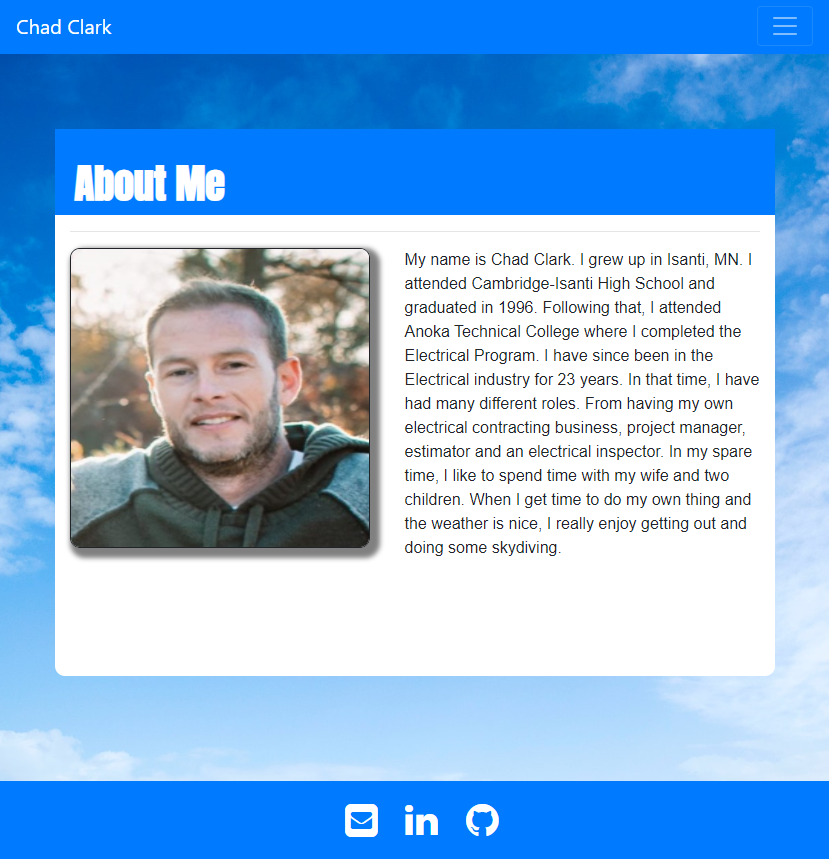 Chad Clark
About Me
My name is Chad Clark. I grew up in Isanti, MN. I
attended Cambridge-Isanti High School and
graduated in 1996. Following that, I attended
Anoka Technical College where I completed the
Electrical Program. I have since been in the
Electrical industry for 23 years. In that time, I have
had many different roles. From having my own
electrical contracting business, project manager,
estimator and an electrical inspector. In my spare
time, I like to spend time with my wife and two
children. When I get time to do my own thing and
the weather is nice, I really enjoy getting out and
doing some skydiving.
in